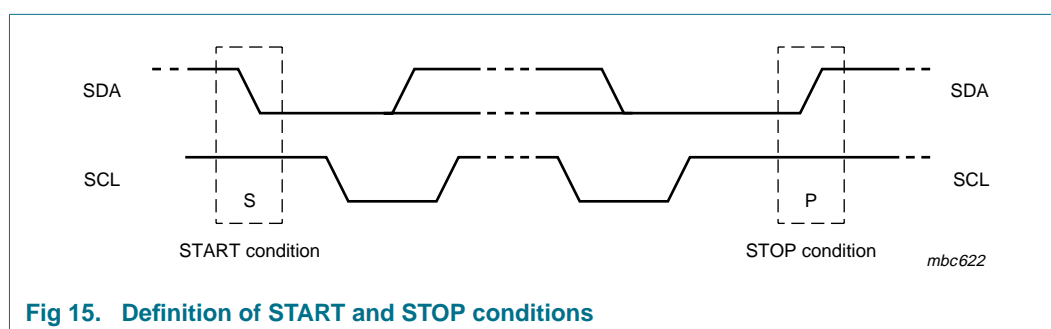 SDA
SDA
SCL
SCL
S
P
START condition
STOP condition
mbc622
Fig 15. Definition of START and STOP conditions